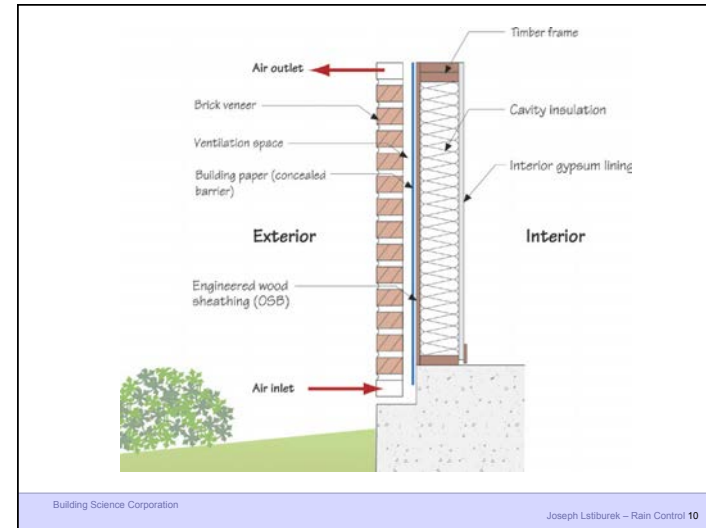 Timber frame
Air outlet
Brick veneer
Cavity insulation
Ventilation space
Building paper (concealed
barrier)
Interior gypsum lining
Exterior
Interior
Engineered wood
sheathing (OSB)
Air inlet
Building Science Corporation
Joseph Lstiburek – Rain Control 10